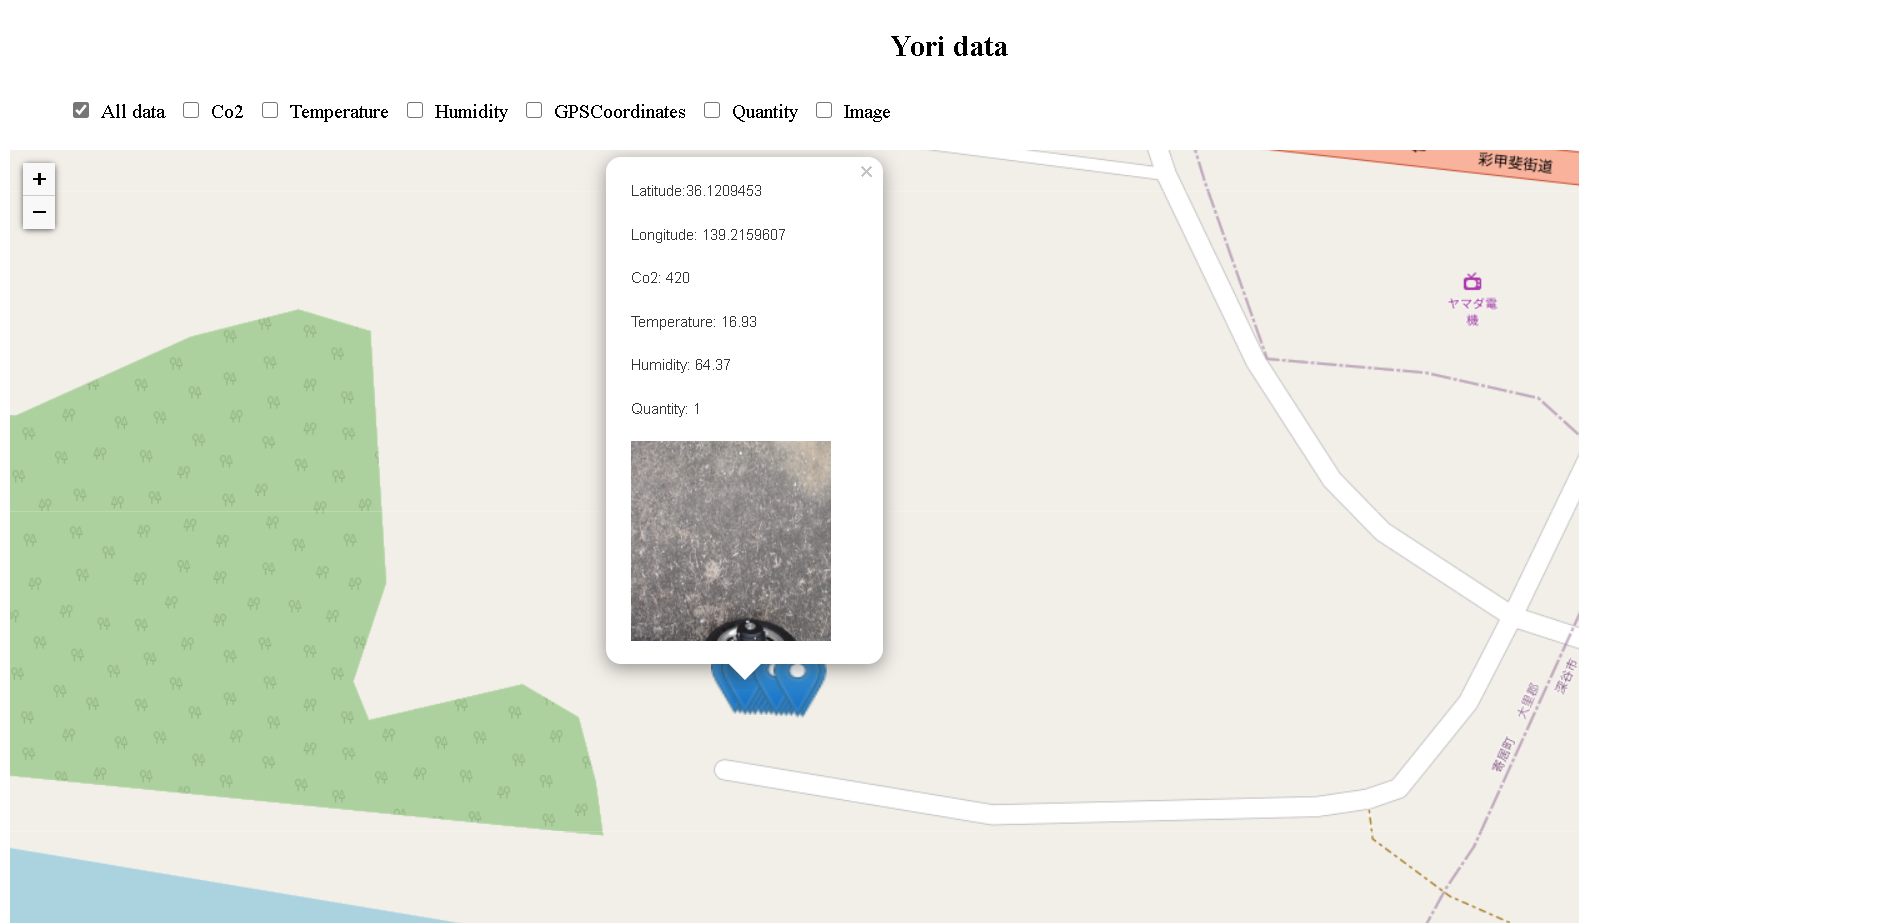 Yori data
All data Co2 Temperature Humidity GPSCoordinates Quantity Image
+
−
×
Latitude:36.1209453
Longitude: 139.2159607
Co2: 420
Temperature: 16.93
Humidity: 64.37
Quantity: 1
彩甲斐街道
ヤマダ電
機
深谷市
大里郡
寄居町